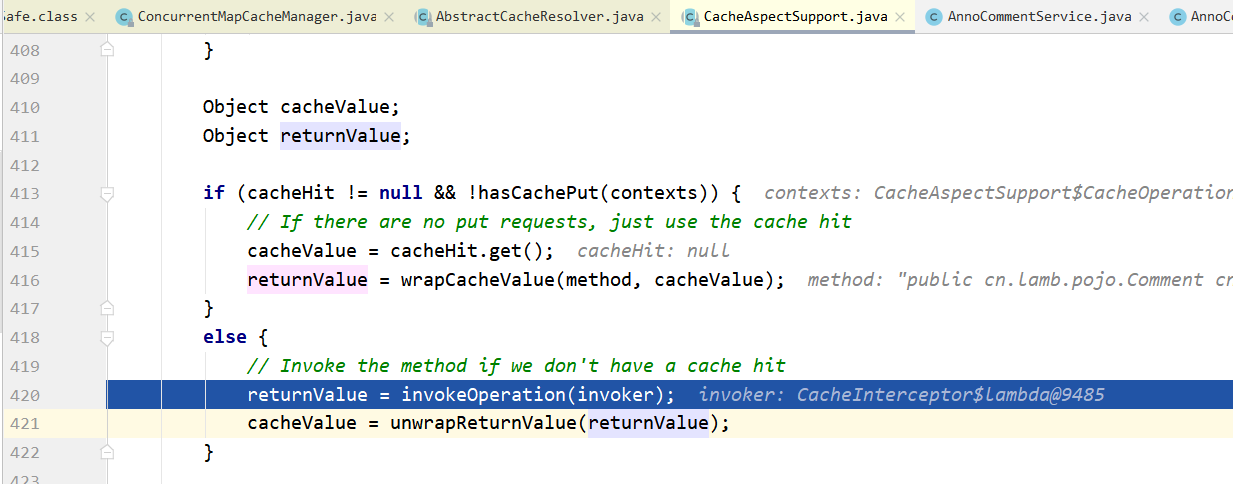 afe.class ConcurrentMapCacheManager.java AbstractCacheResolver.java CacheAspectSupport.java AnnoCommentService.java AnnoC
408 }
409
410 Object cacheValue;
411 Object returnValue;
412
413 if (cacheHit != null && !hasCachePut(contexts)) { contexts: CacheAspectSupport$CacheOperation
414 // If there are no put requests, just use the cache hit
415 cacheValue = cacheHit.get(); cacheHit: null
416 returnValue = wrapCacheValue(method, cacheValue); method: "public cn.lamb.pojo.Comment cn
417 }
418 else {
419 // Invoke the method if we don't have a cache hit
420 returnValue = invokeOperation(invoker); invoker: CacheInterceptor$lambda@9485
421 cacheValue = unwrapReturnValue(returnValue);
422 }
423